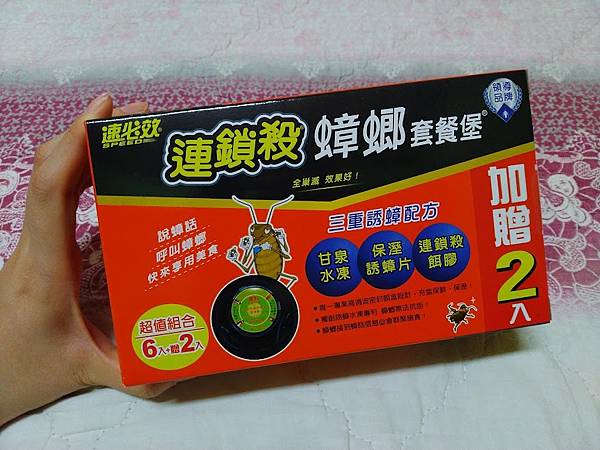 速必效
SPEED
連鎖殺 蟑螂 套餐堡
領導
品牌
全巢滅 效果好！
說蟑話
呼叫蟑螂
快來享用美食
三重誘蟑配方
甘泉
水凍
保溼
誘蟑片
連鎖殺
餌膠
加贈
2入
超值組合
6入+贈2入